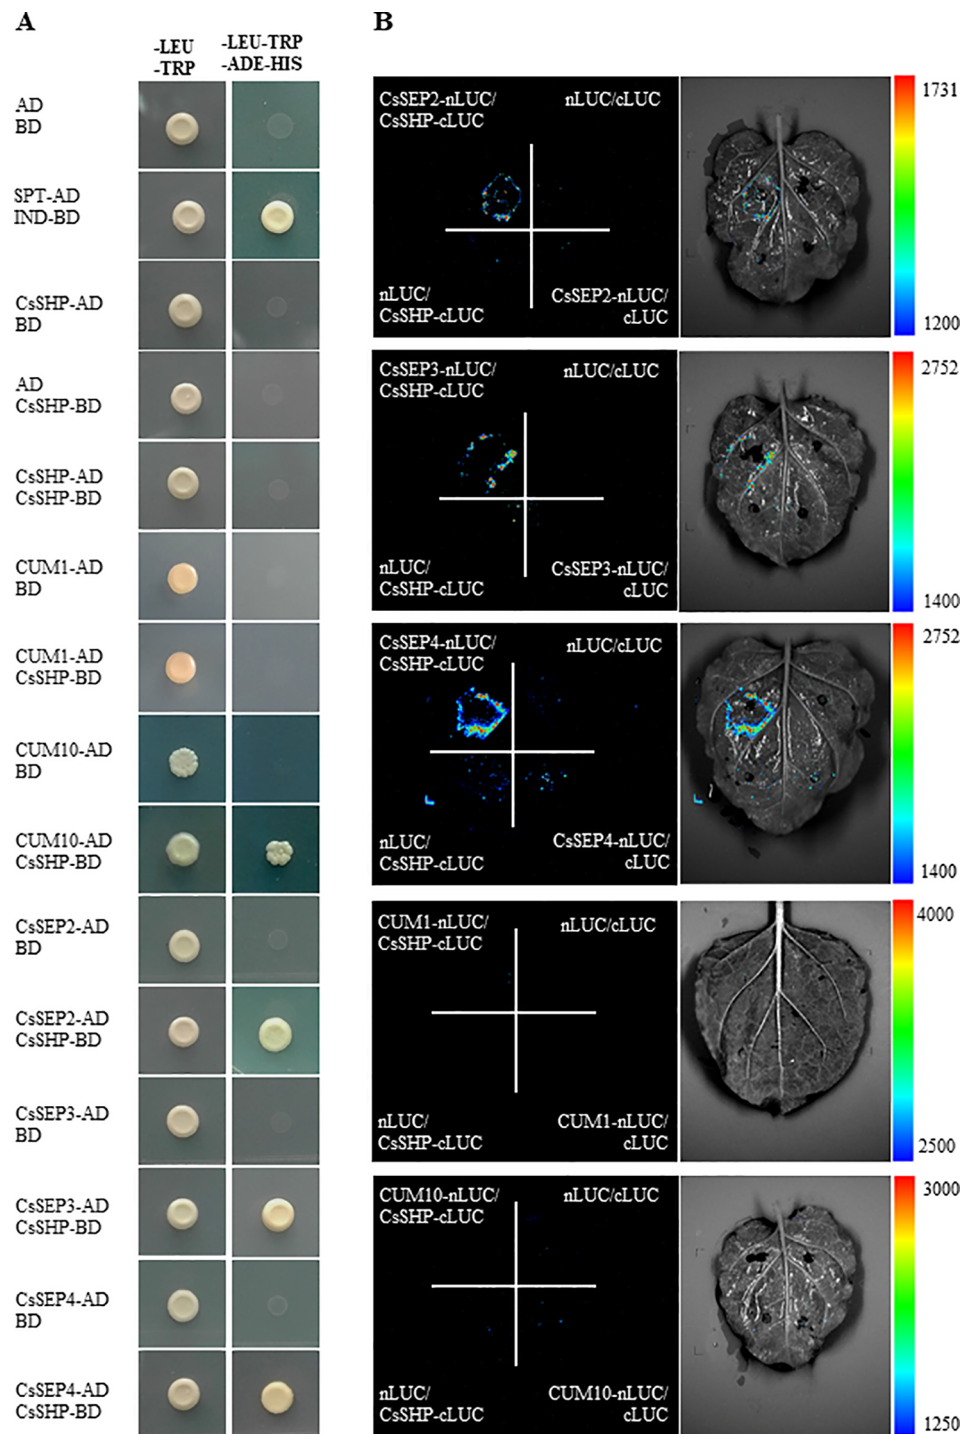 A
-LEU
-TRP
-LEU-TRP
-ADE-HIS
AD
BD
SPT-AD
IND-BD
CsSHP-AD
BD
AD
CsSHP-BD
CsSHP-AD
CsSHP-BD
CUM1-AD
BD
CUM1-AD
CsSHP-BD
CUM10-AD
BD
CUM10-AD
CsSHP-BD
CsSEP2-AD
BD
CsSEP2-AD
CsSHP-BD
CsSEP3-AD
BD
CsSEP3-AD
CsSHP-BD
CsSEP4-AD
BD
CsSEP4-AD
CsSHP-BD
B
CsSEP2-nLUC/
CsSHP-cLUC
nLUC/cLUC
nLUC/
CsSHP-cLUC
CsSEP2-nLUC/
cLUC
1731
1200
CsSEP3-nLUC/
CsSHP-cLUC
nLUC/cLUC
nLUC/
CsSHP-cLUC
CsSEP3-nLUC/
cLUC
2752
1400
CsSEP4-nLUC/
CsSHP-cLUC
nLUC/cLUC
nLUC/
CsSHP-cLUC
CsSEP4-nLUC/
cLUC
2752
1400
CUM1-nLUC/
CsSHP-cLUC
nLUC/cLUC
nLUC/
CsSHP-cLUC
CUM1-nLUC/
cLUC
4000
2500
CUM10-nLUC/
CsSHP-cLUC
nLUC/cLUC
nLUC/
CsSHP-cLUC
CUM10-nLUC/
cLUC
3000
1250